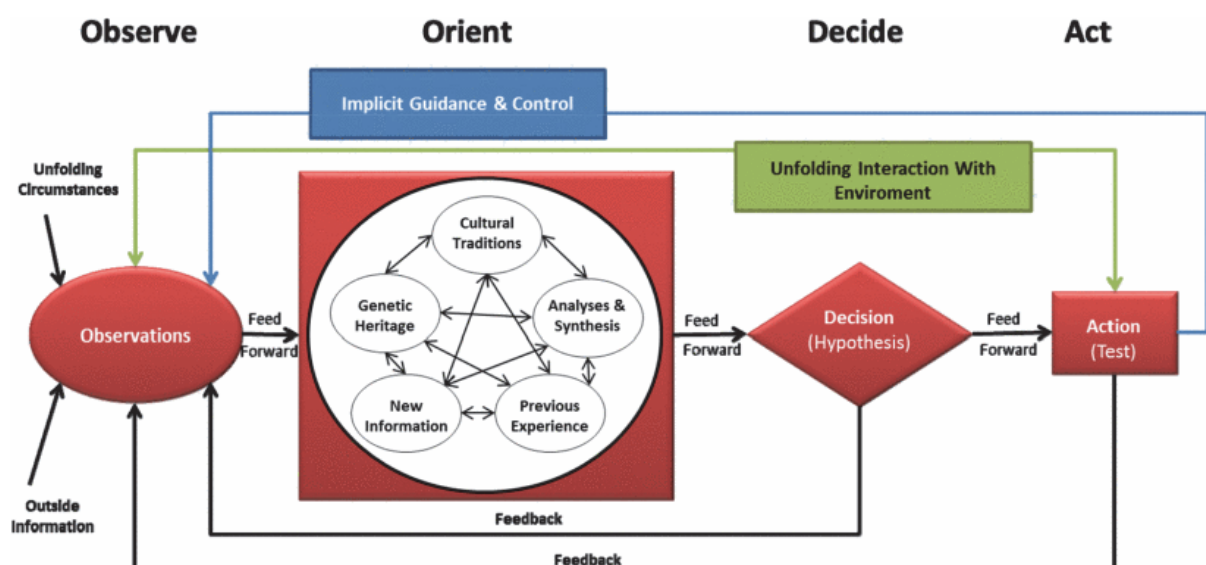 Observe
Orient
Decide
Act
Implicit Guidance & Control
Unfolding Interaction With
Enviroment
Unfolding
Circumstances
Cultural
Traditions
Genetic
Heritage
Analyses &
Synthesis
New
Information
Previous
Experience
Observations
Feed
Forward
Feed
Forward
Decision
(Hypothesis)
Feed
Forward
Action
(Test)
Outside
Information
Feedback
Feedback